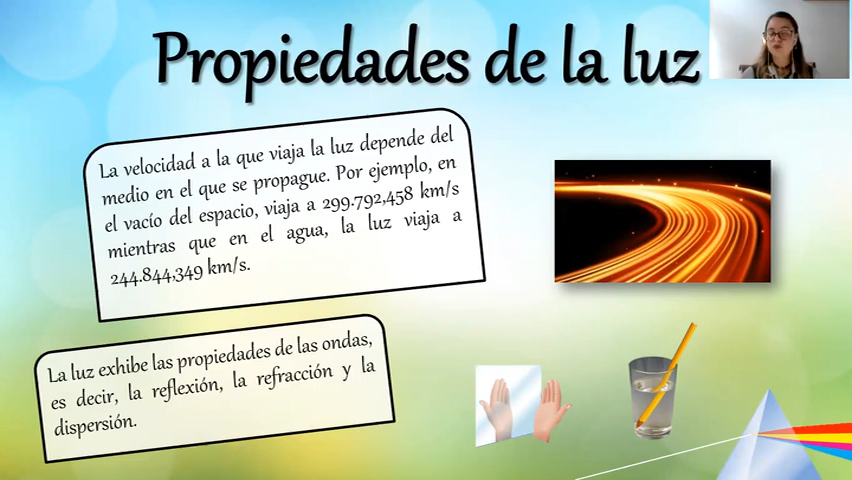 Propiedades de la luz
La velocidad a la que viaja la luz depende del
medio en el que se propague. Por ejemplo, en
el vacío del espacio, viaja a 299.792,458 km/s
mientras que en el agua, la luz viaja a
244.844,349 km/s.
La luz exhibe las propiedades de las ondas,
es decir, la reflexión, la refracción y la
dispersión.